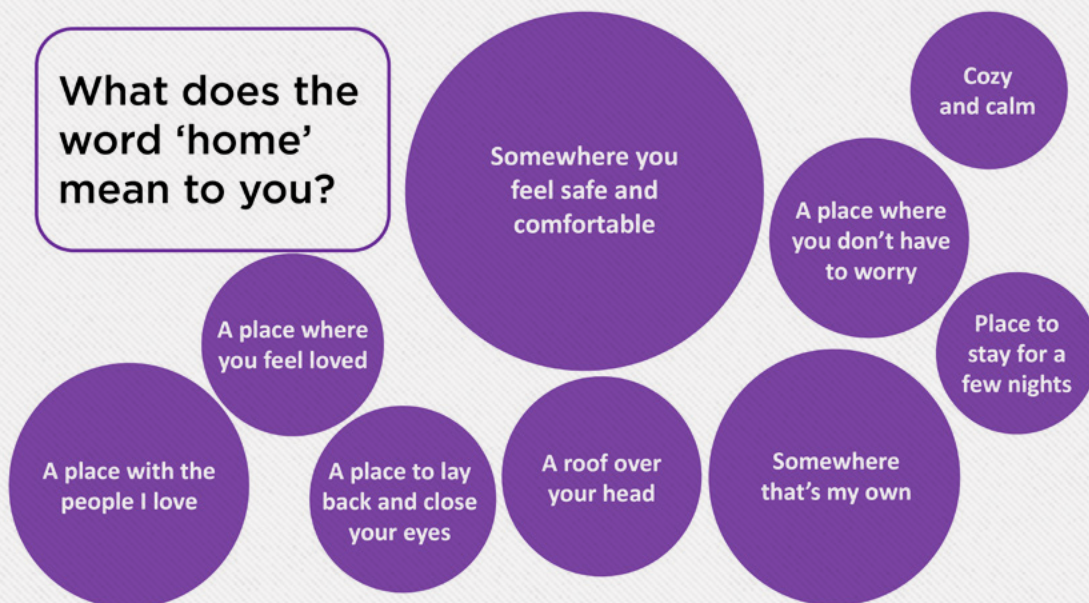 What does the
word ‘home’
mean to you?
Somewhere you
feel safe and
comfortable
Cozy
and calm
A place where
you don’t have
to worry
Place to
stay for a
few nights
A place where
you feel loved
A place with the
people I love
A place to lay
back and close
your eyes
A roof over
your head
Somewhere
that’s my own